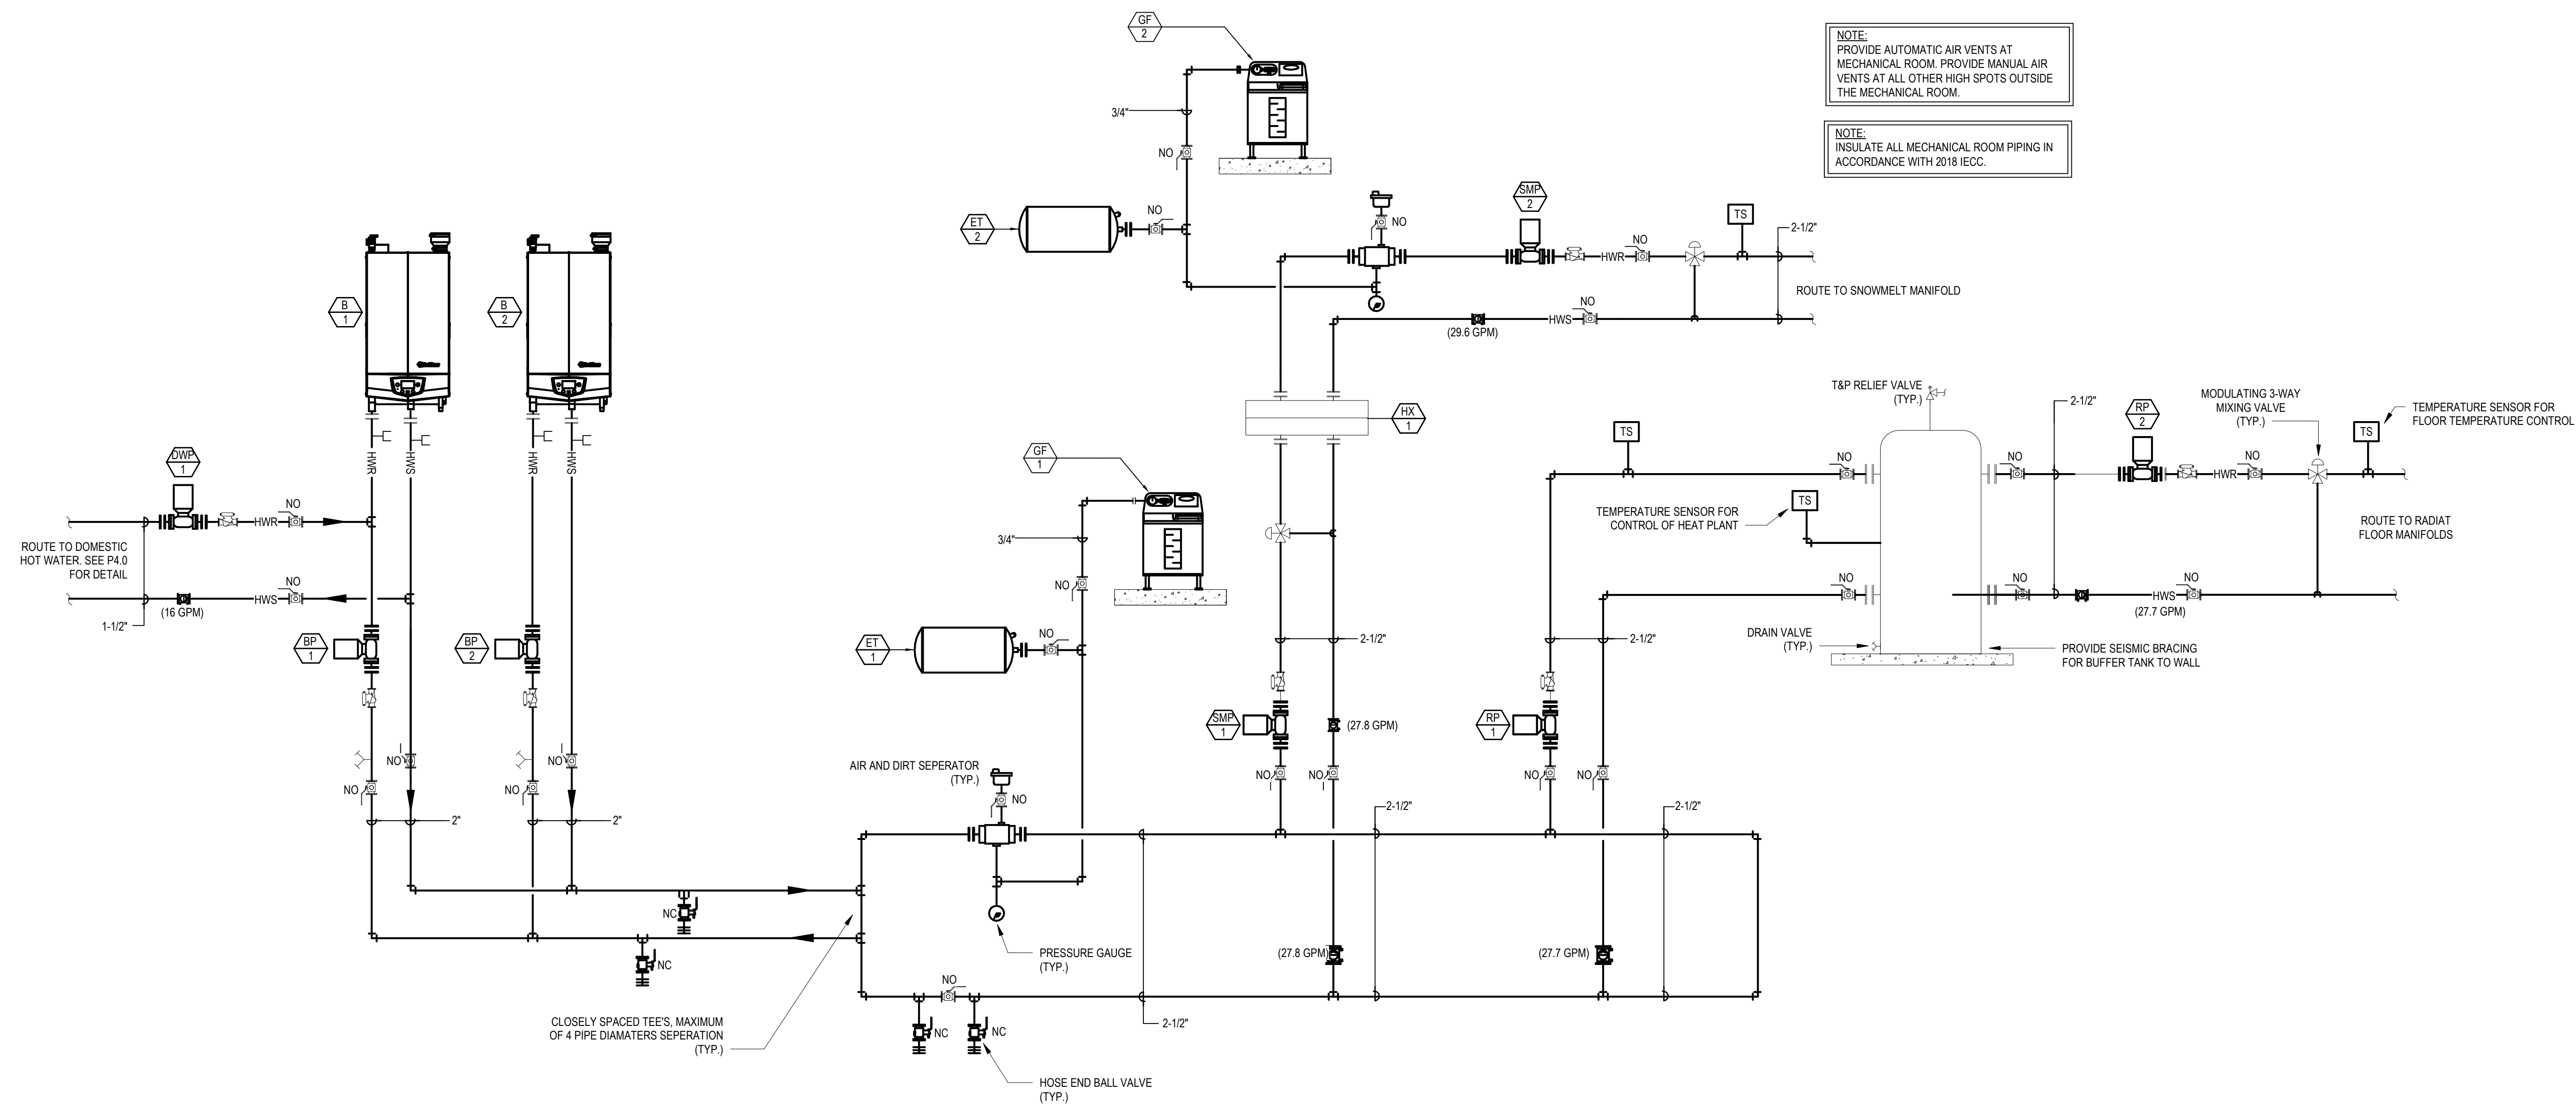 GF
2
NOTE:
PROVIDE AUTOMATIC AIR VENTS AT
MECHANICAL ROOM. PROVIDE MANUAL AIR
VENTS AT ALL OTHER HIGH SPOTS OUTSIDE
THE MECHANICAL ROOM.
NOTE:
INSULATE ALL MECHANICAL ROOM PIPING IN
ACCORDANCE WITH 2018 IECC.
3/4"
NO
ET
2
NO
NO
SMP
2
HWR
NO
TS
2-1/2"
ROUTE TO SNOWMELT MANIFOLD
(29.6 GPM)
HWS
NO
B
1
B
2
HWR
HWS
HWR
HWS
DWP
1
HWR
NO
ROUTE TO DOMESTIC
HOT WATER. SEE P4.0
FOR DETAIL
1-1/2"
(16 GPM)
HWS
NO
BP
1
BP
2
NO
NO
NO
NO
2"
2"
HX
1
GF
1
3/4"
NO
ET
1
NO
2-1/2"
SMP
1
(27.8 GPM)
NO
NO
TS
TEMPERATURE SENSOR FOR
CONTROL OF HEAT PLANT
TS
2-1/2"
RP
1
NO
NO
T&P RELIEF VALVE
(TYP.)
NO
NO
NO
NO
2-1/2"
RP
2
HWR
NO
MODULATING 3-WAY
MIXING VALVE
(TYP.)
TS
TEMPERATURE SENSOR FOR
FLOOR TEMPERATURE CONTROL
ROUTE TO RADIAT
FLOOR MANIFOLDS
HWS
NO
(27.7 GPM)
DRAIN VALVE
(TYP.)
PROVIDE SEISMIC BRACING
FOR BUFFER TANK TO WALL
AIR AND DIRT SEPERATOR
(TYP.)
NO
2-1/2"
2-1/2"
NC
NC
PRESSURE GAUGE
(TYP.)
(27.8 GPM)
(27.7 GPM)
NO
NC
NC
2-1/2"
CLOSELY SPACED TEE'S, MAXIMUM
OF 4 PIPE DIAMATERS SEPERATION
(TYP.)
HOSE END BALL VALVE
(TYP.)